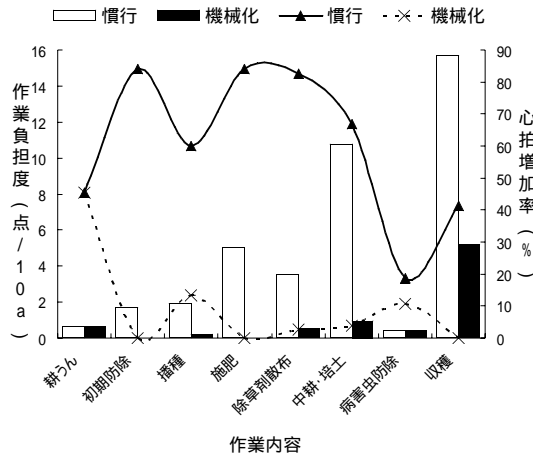 慣行 機械化 慣行 機械化
作業負担度（点/10a）
16
14
12
10
8
6
4
2
0
90
80
70
60
50
40
30
20
10
0
心拍増加率（%）
耕うん
初期防除
播種
施肥
除草剤散布
中耕・培土
病害虫防除
収穫
作業内容